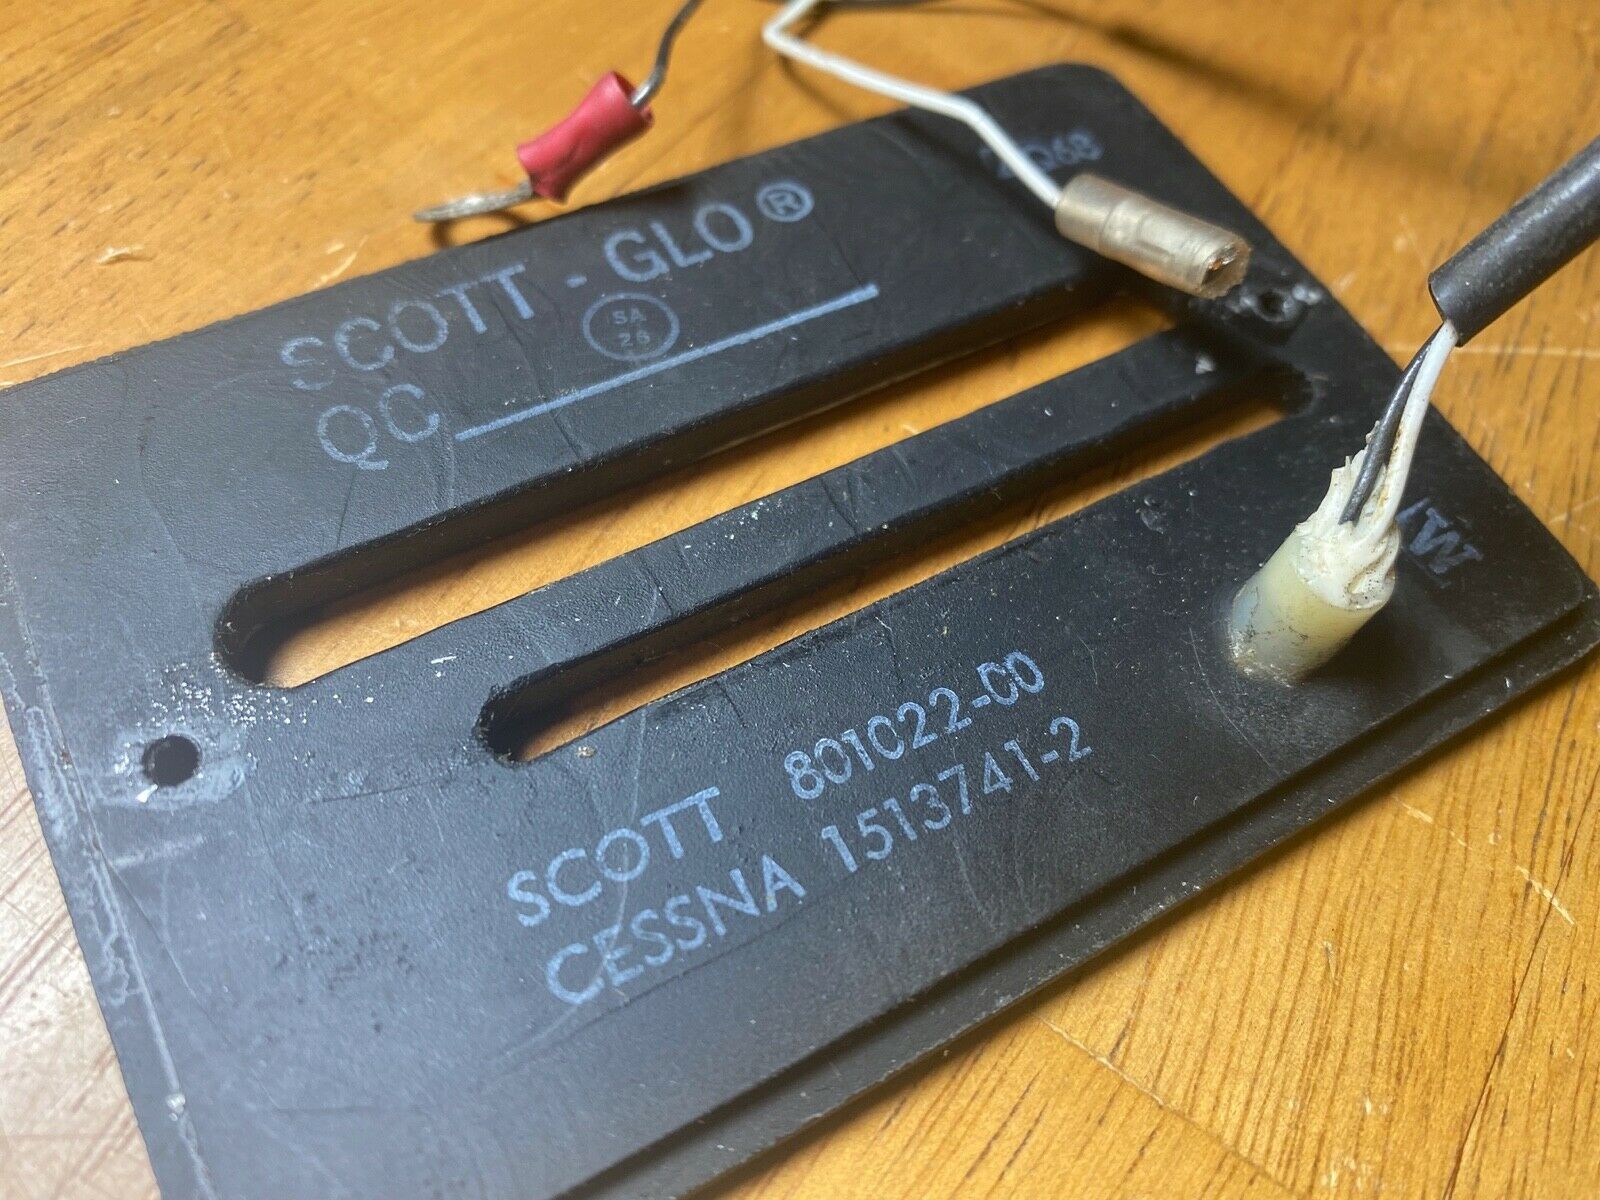 SCOTT-GLO®
SA
26
QC
SCOTT 801022-00
CESSNA 1513741-2